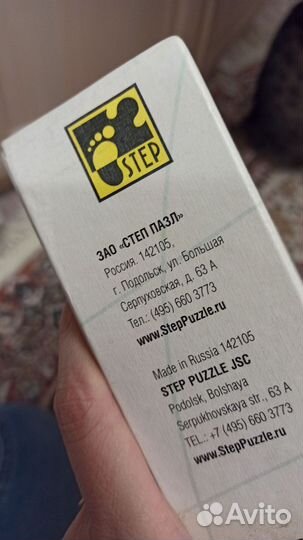 STEP
ЗАО «СТЕП ПАЗЛ»
Россия. 142105,
г. Подольск, ул. Большая
Серпуховская, д. 63 А
Тел.: (495) 660 3773
www.StepPuzzle.ru
Made in Russia 142105
STEP PUZZLE JSC
Podolsk, Bolshaya
Serpukhovskaya str., 63 A
TEL.: +7 (495) 660 3773
www.StepPuzzle.ru
Avito